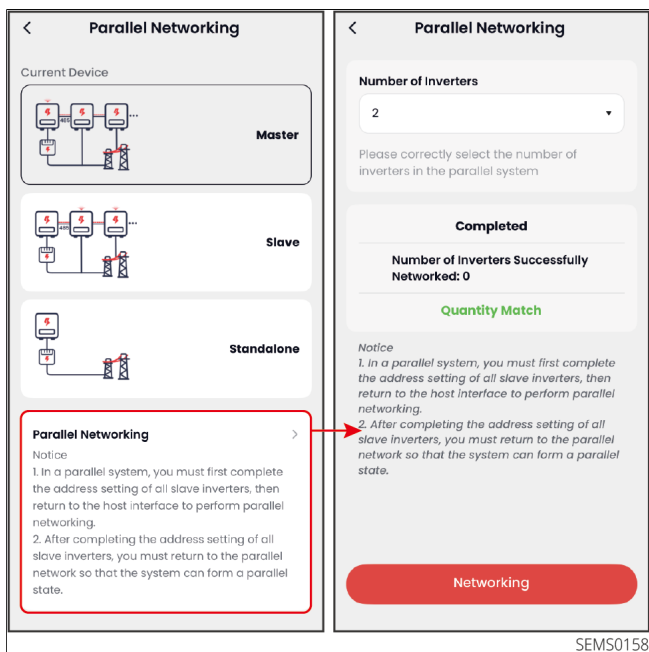 Parallel Networking
Current Device
485
Master
485
Slave
Standalone
Parallel Networking
Notice
1. In a parallel system, you must first complete
the address setting of all slave inverters, then
return to the host interface to perform parallel
networking.
2. After completing the address setting of all
slave inverters, you must return to the parallel
network so that the system can form a parallel
state.
Parallel Networking
Number of Inverters
2
Please correctly select the number of
inverters in the parallel system
Completed
Number of Inverters Successfully
Networked: 0
Quantity Match
Notice
1. In a parallel system, you must first complete
the address setting of all slave inverters, then
return to the host interface to perform parallel
networking.
2. After completing the address setting of all
slave inverters, you must return to the parallel
network so that the system can form a parallel
state.
Networking
SEMS0158